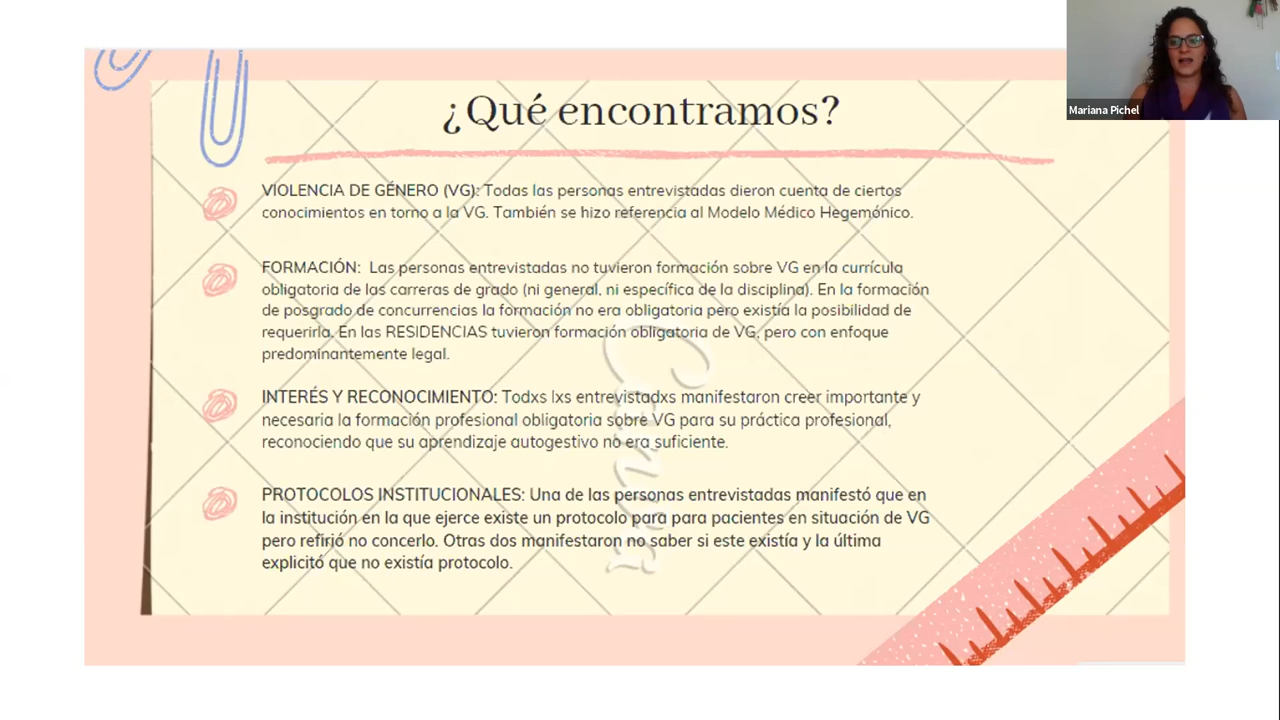 ¿Qué encontramos?
Mariana Pichel
VIOLENCIA DE GÉNERO (VG): Todas las personas entrevistadas dieron cuenta de ciertos
conocimientos en torno a la VG. También se hizo referencia al Modelo Médico Hegemónico.
FORMACIÓN: Las personas entrevistadas no tuvieron formación sobre VG en la currícula
obligatoria de las carreras de grado (ni general, ni específica de la disciplina). En la formación
de posgrado de concurrencias la formación no era obligatoria pero existía la posibilidad de
requerirla. En las RESIDENCIAS tuvieron formación obligatoria de VG, pero con enfoque
predominantemente legal.
INTERÉS Y RECONOCIMIENTO: Todxs lxs entrevistadxs manifestaron creer importante y
necesaria la formación profesional obligatoria sobre VG para su práctica profesional,
reconociendo que su aprendizaje autogestivo no era suficiente.
PROTOCOLOS INSTITUCIONALES: Una de las personas entrevistadas manifestó que en
la institución en la que ejerce existe un protocolo para para pacientes en situación de VG
pero refirió no concerlo. Otras dos manifestaron no saber si este existía y la última
explicitó que no existía protocolo.
Canva